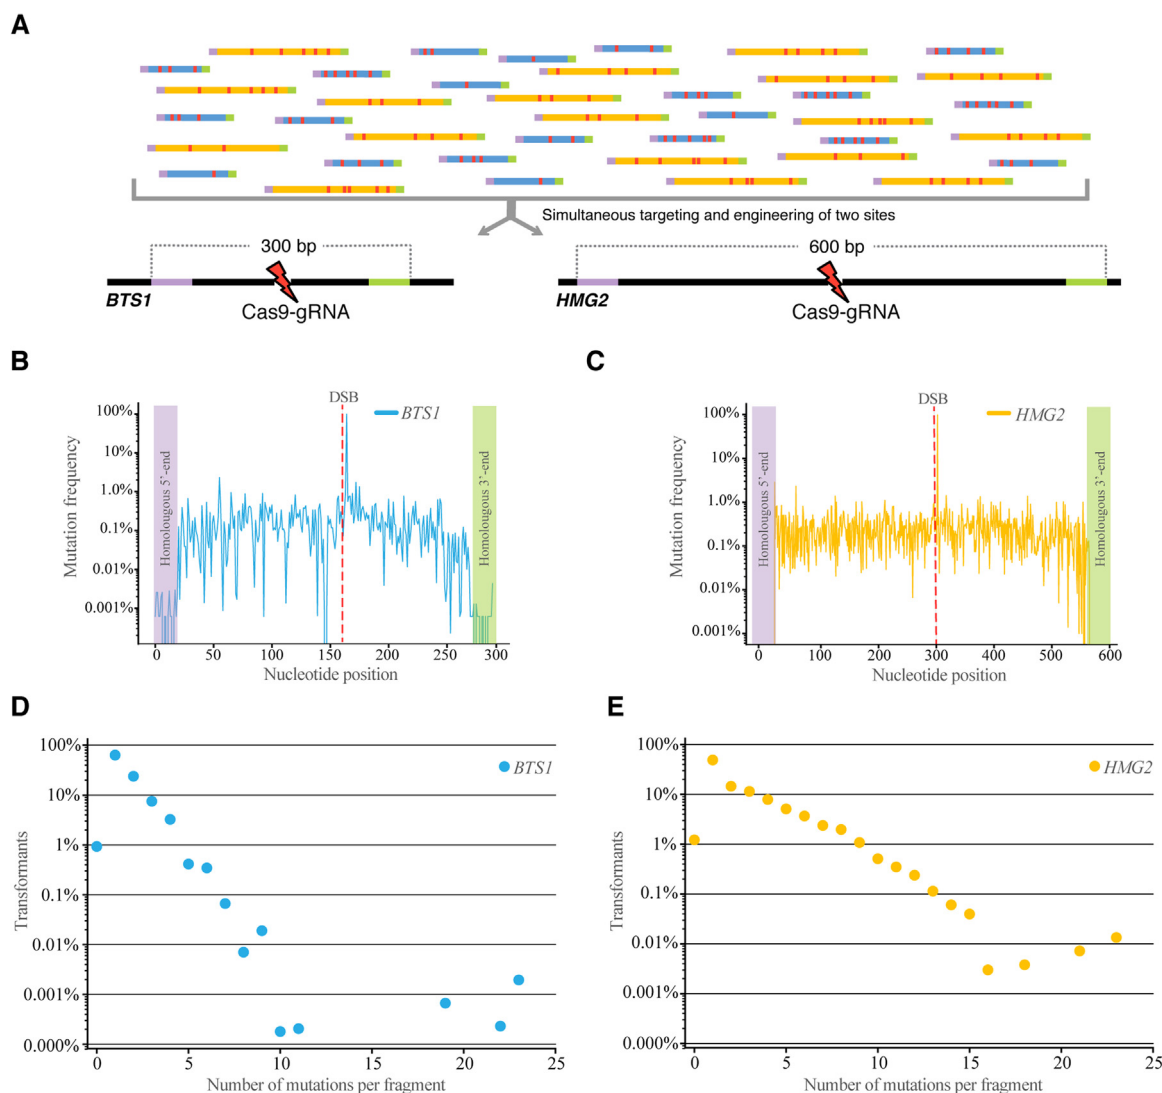 A
Simultaneous targeting and engineering of two sites
300 bp
600 bp
BTS1
HMG2
Cas9-gRNA
Cas9-gRNA
B
DSB
BTS1
Mutation frequency
100%
10%
1.0%
0.1%
0.01%
0.001%
Homolougous 5'-end
Homolougous 3'-end
0 50 100 150 200 250 300
Nucleotide position
C
DSB
HMG2
Mutation frequency
100%
10%
1.0%
0.1%
0.01%
0.001%
Homolougous 5'-end
Homolougous 3'-end
0 100 200 300 400 500 600
Nucleotide position
D
BTS1
Transformants
100%
10%
1%
0.1%
0.01%
0.001%
0.000%
0 5 10 15 20 25
Number of mutations per fragment
E
HMG2
Transformants
100%
10%
1%
0.1%
0.01%
0.001%
0.000%
0 5 10 15 20 25
Number of mutations per fragment